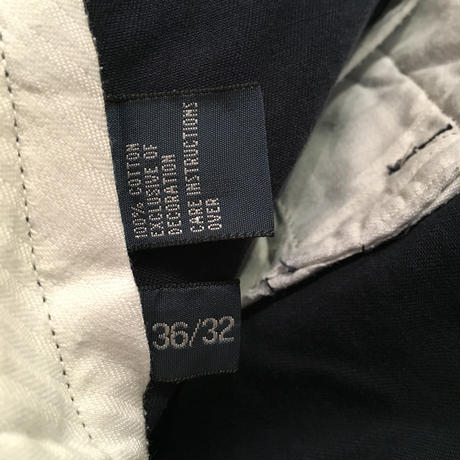 100% COTTON
EXCLUSIVE OF
DECORATION
CARE INSTRUCTIONS
OVER
36/32